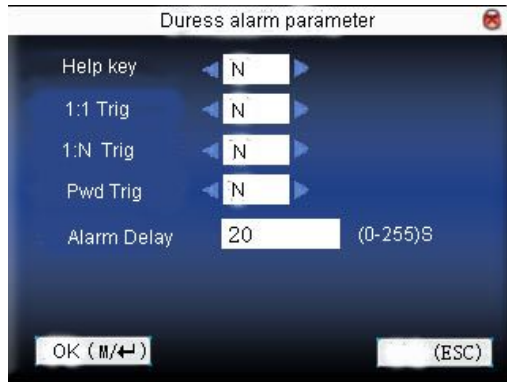 Duress alarm parameter
Help key N
1:1 Trig N
1:N Trig N
Pwd Trig N
Alarm Delay 20 (0-255)S
OK (M/↵) (ESC)